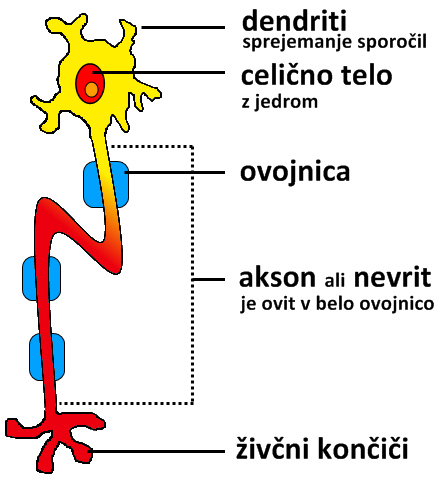 dendriti
sprejemanje sporočil
celično telo
z jedrom
ovojnica
akson ali nevrit
je ovit v belo ovojnico
živčni končiči